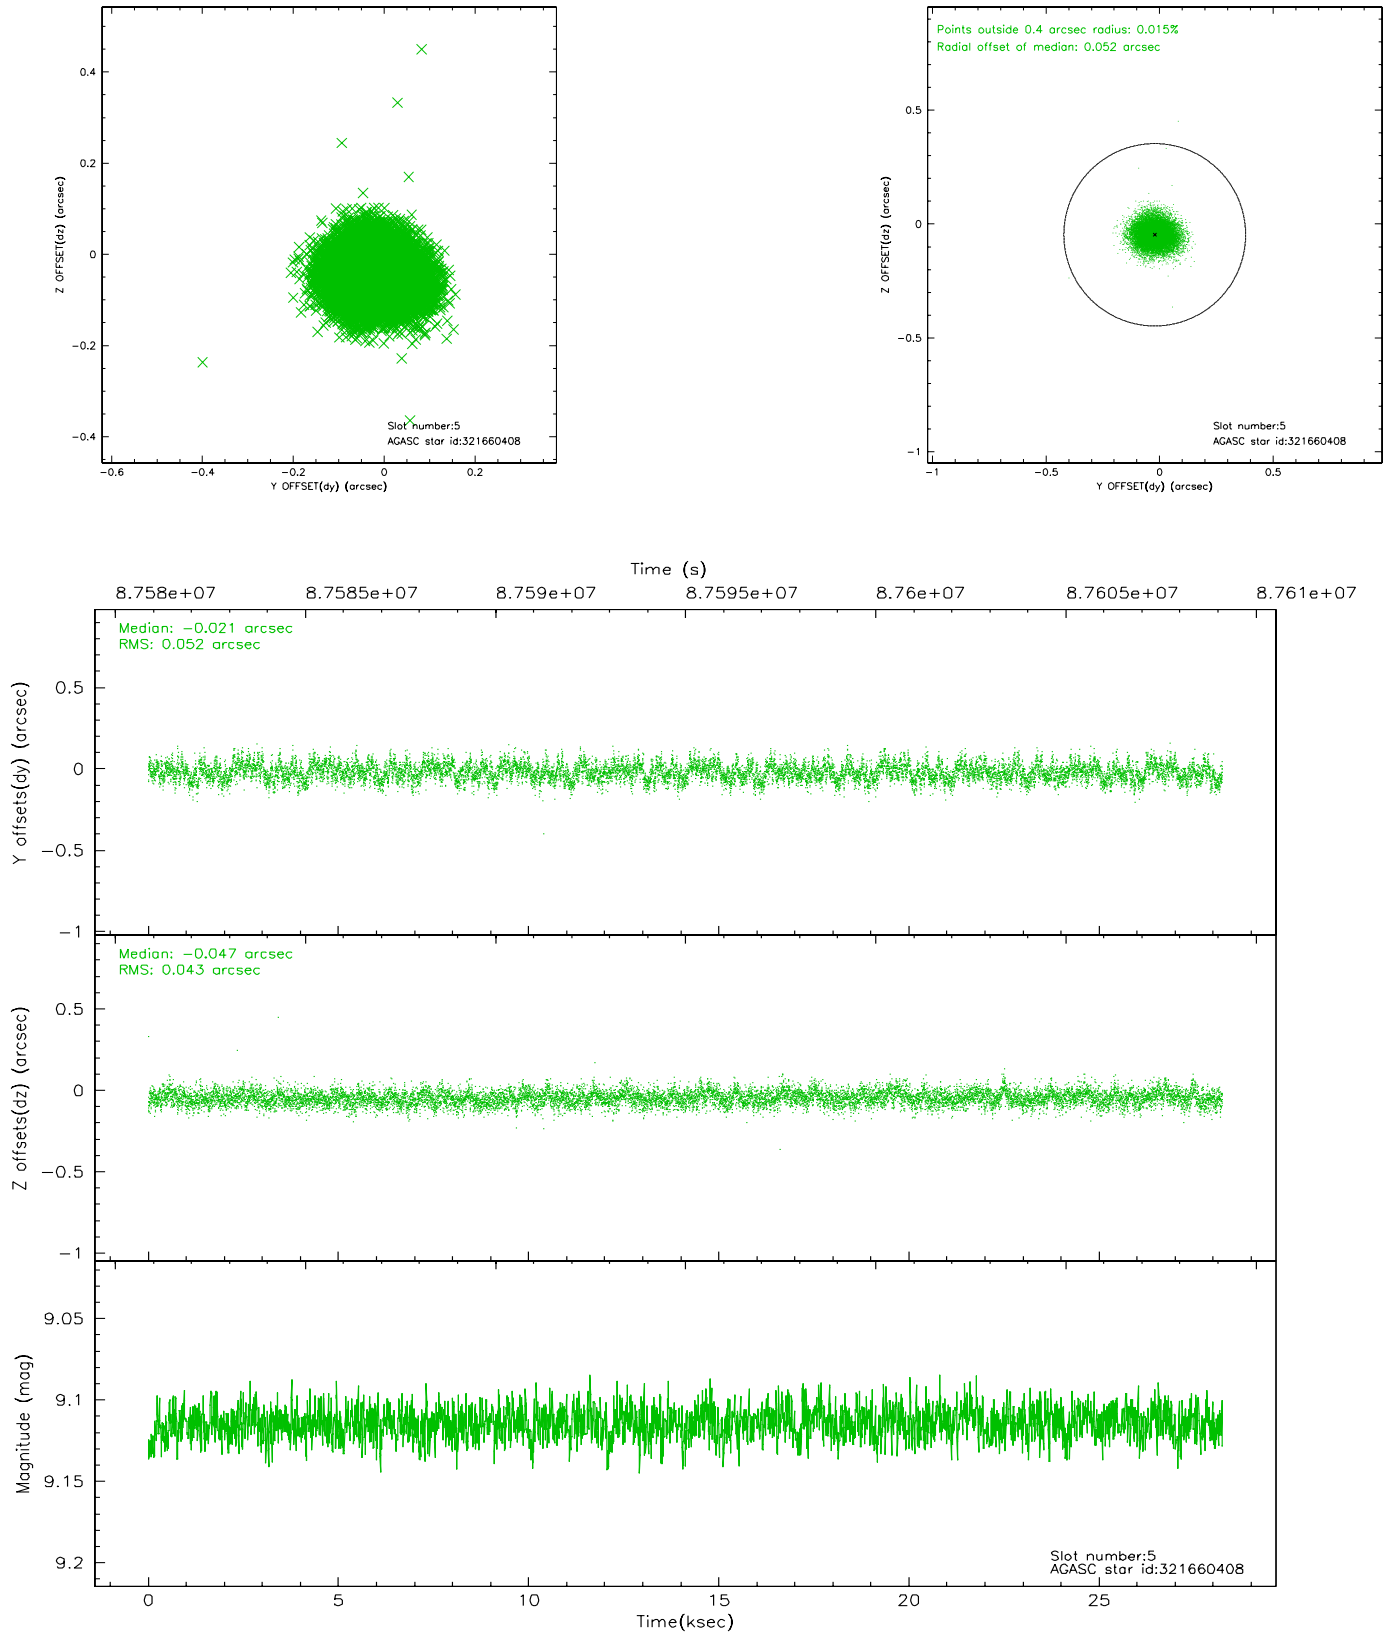 0.4
0.2
0
−0.2
−0.4
Z OFFSET(dz) (arcsec)
Slot number:5
AGASC star id:321660408
−0.6
−0.4
−0.2
0
0.2
Y OFFSET(dy) (arcsec)
Points outside 0.4 arcsec radius: 0.015%
Radial offset of median: 0.052 arcsec
0.5
0
−0.5
−1
Z OFFSET(dz) (arcsec)
Slot number:5
AGASC star id:321660408
−1
−0.5
0
0.5
Y OFFSET(dy) (arcsec)
Time (s)
8.758e+07
8.7585e+07
8.759e+07
8.7595e+07
8.76e+07
8.7605e+07
8.761e+07
Median: −0.021 arcsec
RMS: 0.052 arcsec
0.5
0
−0.5
−1
Y offsets(dy) (arcsec)
Median: −0.047 arcsec
RMS: 0.043 arcsec
0.5
0
−0.5
−1
Z offsets(dz) (arcsec)
9.05
9.1
9.15
9.2
Magnitude (mag)
Slot number:5
AGASC star id:321660408
0
5
10
15
20
25
Time(ksec)